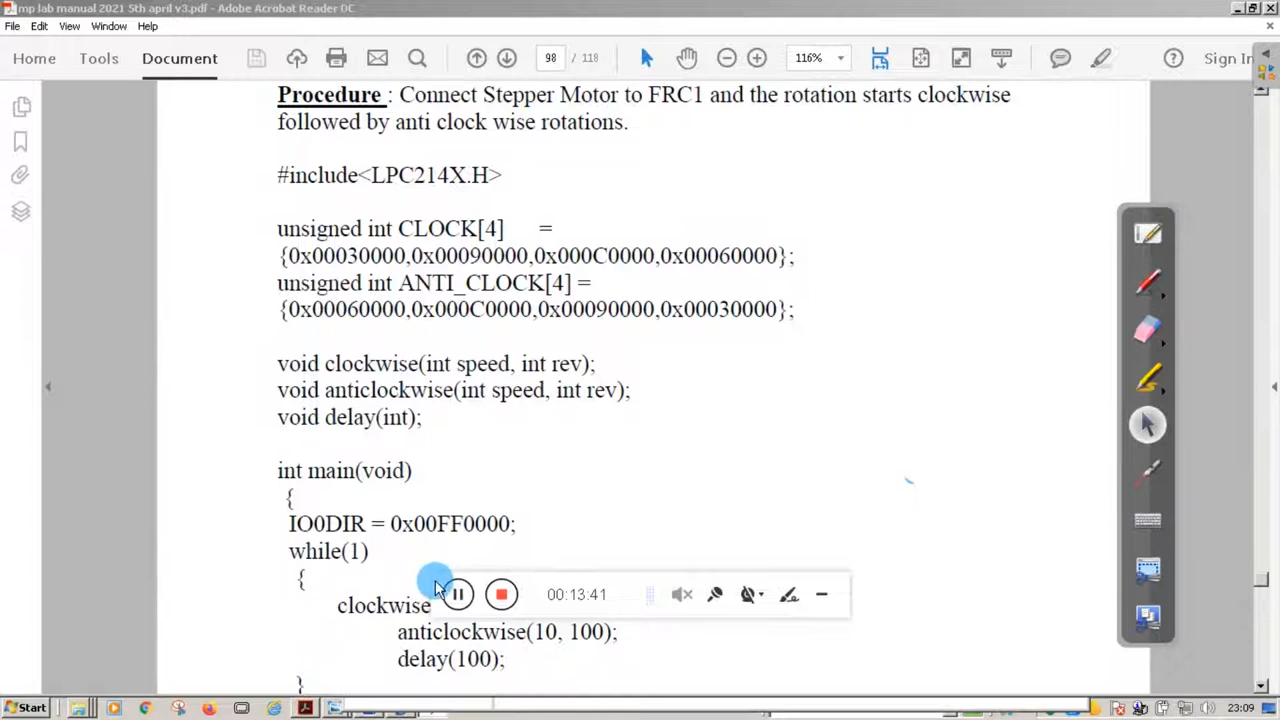 mp lab manual 2021 5th april v3.pdf - Adobe Acrobat Reader DC
File Edit View Window Help
Home Tools Document 98 / 118 116% Sign In
Procedure : Connect Stepper Motor to FRC1 and the rotation starts clockwise
followed by anti clock wise rotations.
#include<LPC214X.H>
unsigned int CLOCK[4] =
{0x00030000,0x00090000,0x000C0000,0x00060000};
unsigned int ANTI_CLOCK[4] =
{0x00060000,0x000C0000,0x00090000,0x00030000};
void clockwise(int speed, int rev);
void anticlockwise(int speed, int rev);
void delay(int);
int main(void)
{
IO0DIR = 0x00FF0000;
while(1)
{
00:13:41
clockwise
anticlockwise(10, 100);
delay(100);
}
Start 23:09